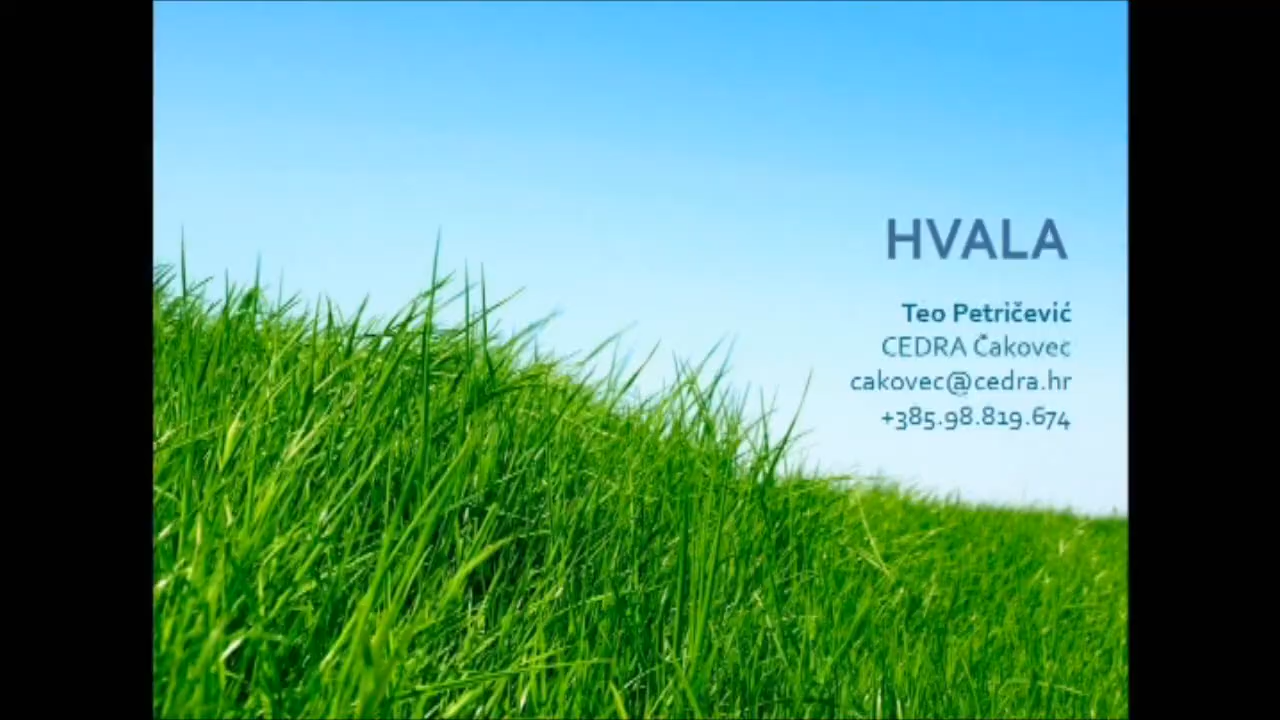 HVALA
Teo Petričević
CEDRA Čakovec
cakovec@cedra.hr
+385.98.819.674